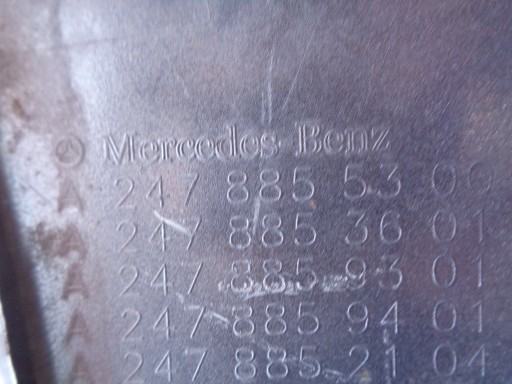 Mercedes-Benz
A 247 885 53 00
A 247 885 36 01
A 247 885 93 01
A 247 885 94 01
A 247 885 21 04